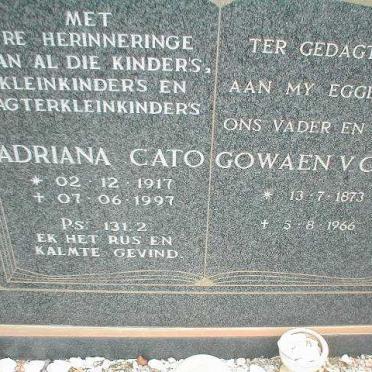 MET
RE HERINNERINGE
AN AL DIE KINDERS,
KLEINKINDERS EN
AGTERKLEINKINDERS
ADRIANA CATO
* 02-12-1917
+ 07-06-1997
PS. 131.2
EK HET RUS EN
KALMTE GEVIND.
TER GEDAGT
AAN MY EGGE
ONS VADER EN
GOWAEN V.
* 13-7-1873
+ 5-8-1966